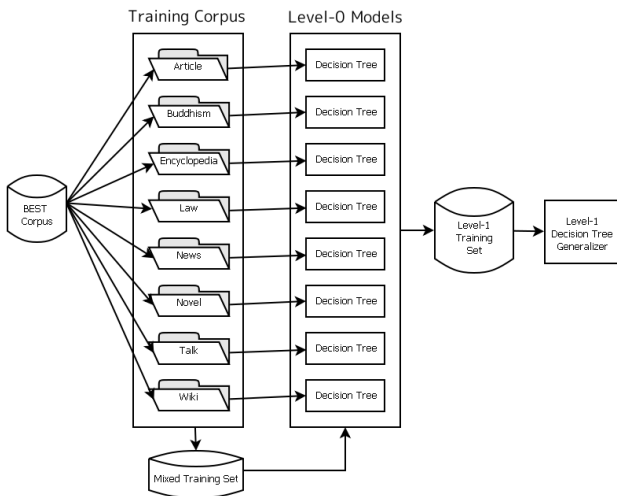 Training Corpus
Level-0 Models
Article
Decision Tree
Buddhism
Decision Tree
Encyclopedia
Decision Tree
BEST
Corpus
Law
Decision Tree
Level-1
Training
Set
Level-1
Decision Tree
Generalizer
News
Decision Tree
Novel
Decision Tree
Talk
Decision Tree
Wiki
Decision Tree
Mixed Training Set